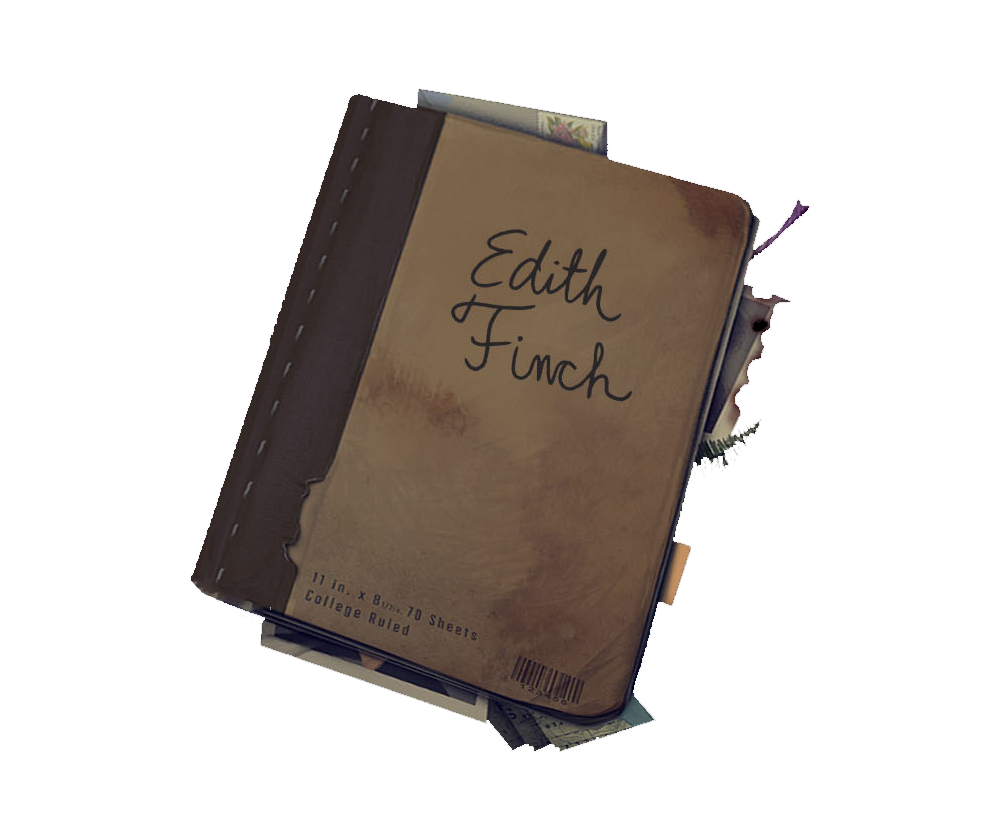 Edith
Finch
11 in. x 8 1/2 in. 70 Sheets
College Ruled